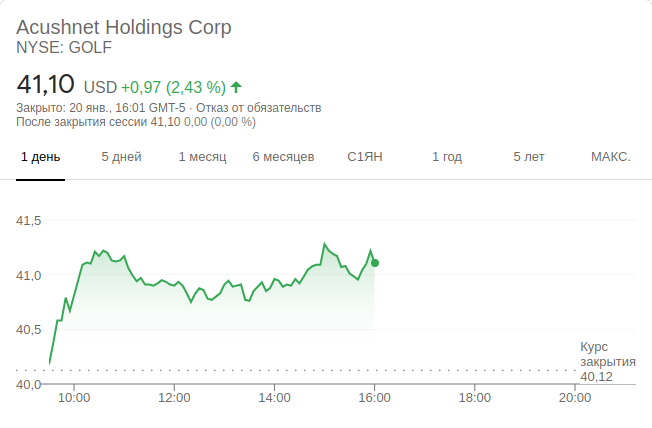 Acushnet Holdings Corp
NYSE: GOLF
41,10 USD +0,97 (2,43 %)
Закрыто: 20 янв., 16:01 GMT-5 · Отказ от обязательств
После закрытия сессии 41,10 0,00 (0,00 %)
1 день 5 дней 1 месяц 6 месяцев С1ЯН 1 год 5 лет МАКС.
41,5
41,0
40,5
Курс
закрытия
40,12
40,0
10:00 12:00 14:00 16:00 18:00 20:00